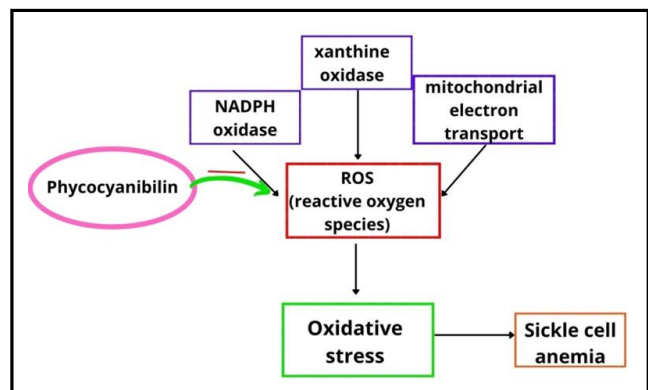 xanthine
oxidase
NADPH
oxidase
mitochondrial
electron
transport
Phycocyanibilin
ROS
(reactive oxygen
species)
Oxidative
stress
Sickle cell
anemia